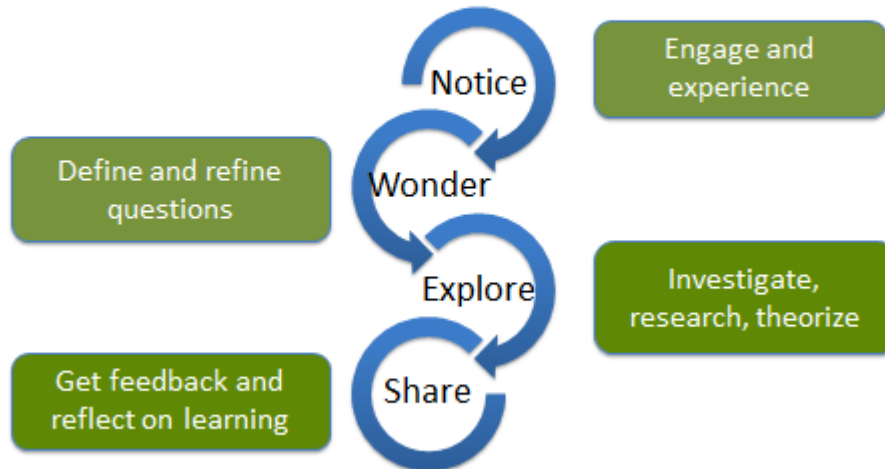 Notice
Engage and
experience
Define and refine
questions
Wonder
Explore
Investigate,
research, theorize
Get feedback and
reflect on learning
Share